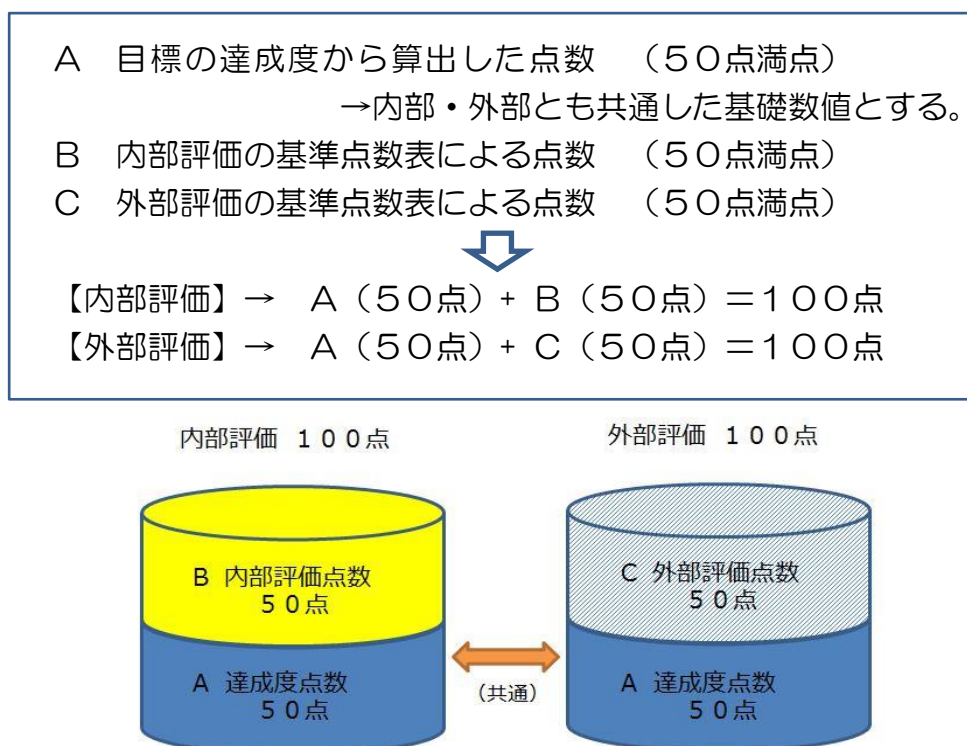 Ａ　目標の達成度から算出した点数　（５０点満点）
→内部・外部とも共通した基礎数値とする。
Ｂ　内部評価の基準点数表による点数　（５０点満点）
Ｃ　外部評価の基準点数表による点数　（５０点満点）
【内部評価】→　Ａ（５０点）+ Ｂ（５０点）＝１００点
【外部評価】→　Ａ（５０点）+ Ｃ（５０点）＝１００点
内部評価 １００点
外部評価 １００点
B 内部評価点数
５０点
C 外部評価点数
５０点
A 達成度点数
５０点
（共通）
A 達成度点数
５０点